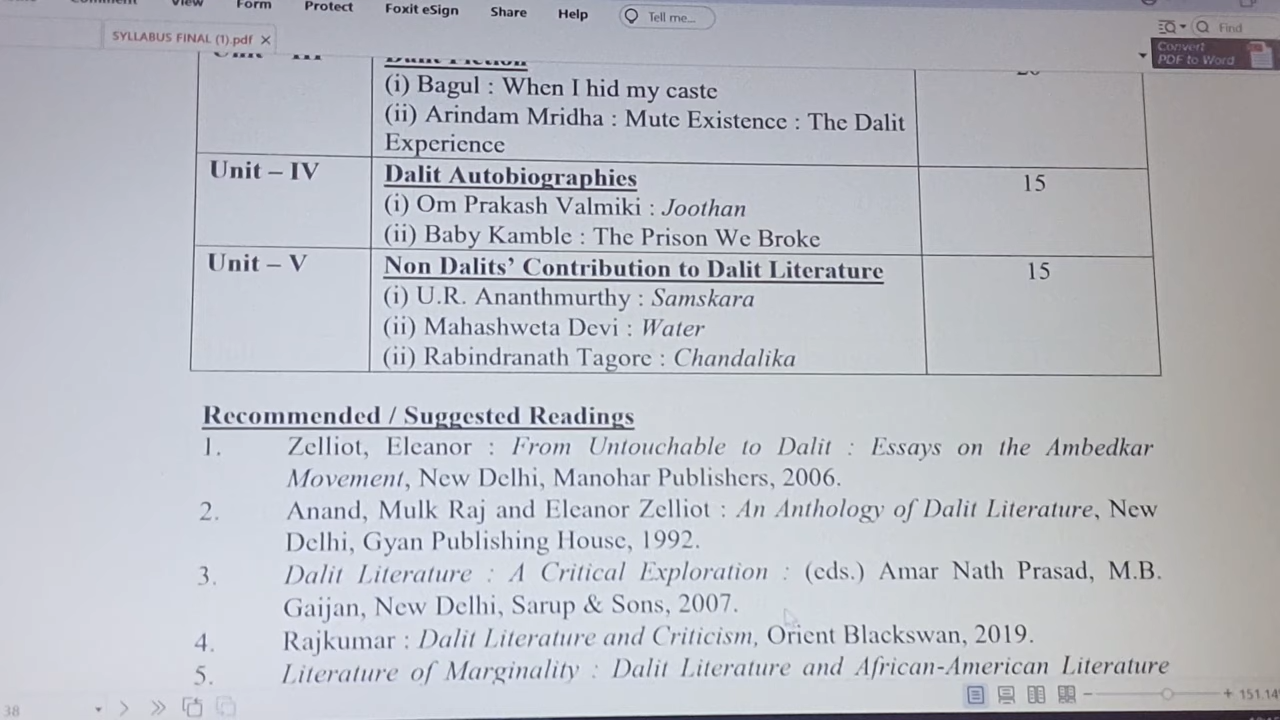 View Form Protect Foxit eSign Share Help Tell me...
SYLLABUS FINAL (1).pdf ×
Find
Convert
PDF to Word
Unit – III Dalit Fiction
(i) Bagul : When I hid my caste
(ii) Arindam Mridha : Mute Existence : The Dalit
Experience
Unit – IV Dalit Autobiographies 15
(i) Om Prakash Valmiki : Joothan
(ii) Baby Kamble : The Prison We Broke
Unit – V Non Dalits' Contribution to Dalit Literature 15
(i) U.R. Ananthmurthy : Samskara
(ii) Mahashweta Devi : Water
(ii) Rabindranath Tagore : Chandalika
Recommended / Suggested Readings
1. Zelliot, Eleanor : From Untouchable to Dalit : Essays on the Ambedkar
Movement, New Delhi, Manohar Publishers, 2006.
2. Anand, Mulk Raj and Eleanor Zelliot : An Anthology of Dalit Literature, New
Delhi, Gyan Publishing House, 1992.
3. Dalit Literature : A Critical Exploration : (eds.) Amar Nath Prasad, M.B.
Gaijan, New Delhi, Sarup & Sons, 2007.
4. Rajkumar : Dalit Literature and Criticism, Orient Blackswan, 2019.
5. Literature of Marginality : Dalit Literature and African-American Literature
38
151.14